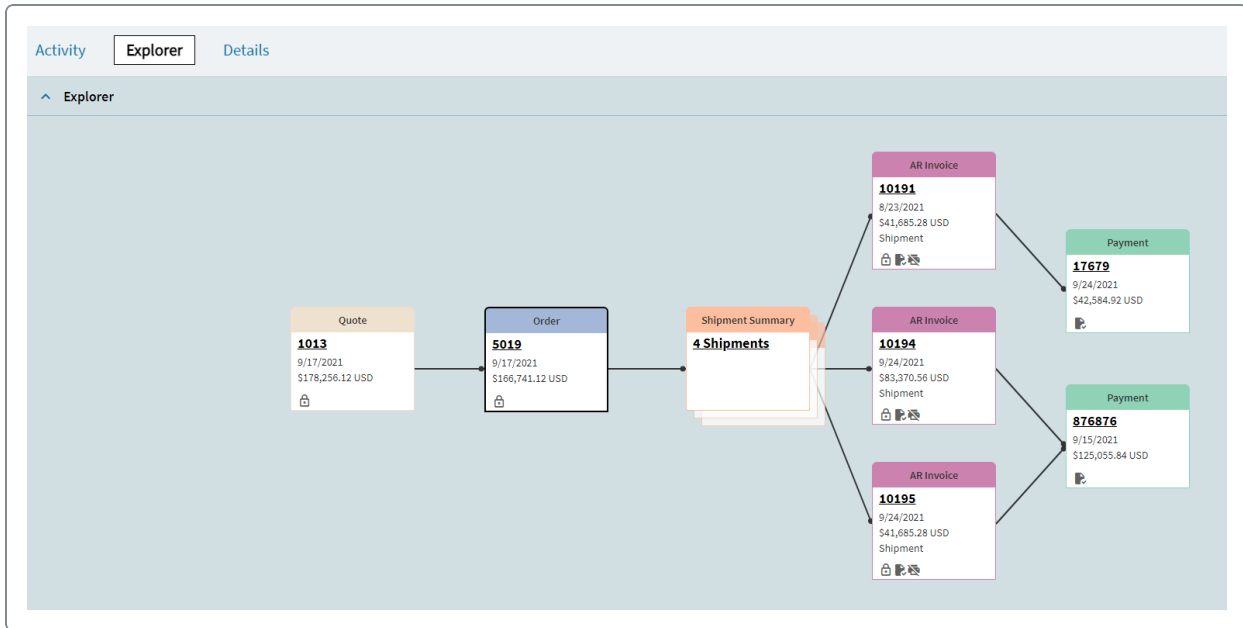 Activity
Explorer
Details
Explorer
Quote
1013
9/17/2021
$178,256.12 USD
Order
5019
9/17/2021
$166,741.12 USD
Shipment Summary
4 Shipments
AR Invoice
10191
8/23/2021
$41,685.28 USD
Shipment
AR Invoice
10194
9/24/2021
$83,370.56 USD
Shipment
AR Invoice
10195
9/24/2021
$41,685.28 USD
Shipment
Payment
17679
9/24/2021
$42,584.92 USD
Payment
876876
9/15/2021
$125,055.84 USD